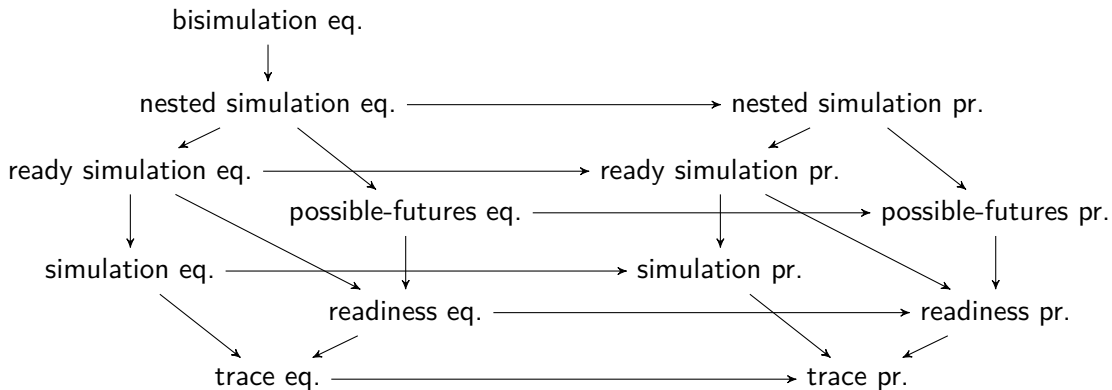 bisimulation eq.
nested simulation eq. nested simulation pr.
ready simulation eq. ready simulation pr.
possible-futures eq. possible-futures pr.
simulation eq. simulation pr.
readiness eq. readiness pr.
trace eq. trace pr.